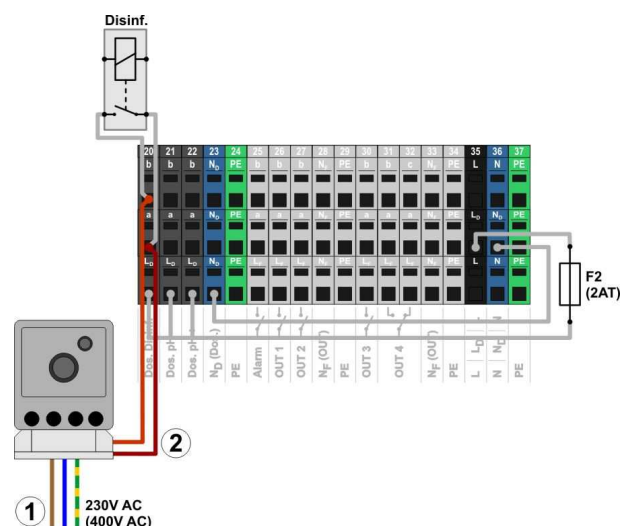 Disinf.
20 21 22 23 24 25 26 27 28 29 30 31 32 33 34 35 36 37
b b b N_D PE b b b N_F PE b b c N_F PE L N PE
a a a N_D PE a a a N_F PE a a a N_F PE L_D N_D PE
L_D L_D L_D N_D PE L_F L_F L_F N_F PE L_F L_F L_F N_F PE L N PE
F2
(2AT)
Dos. Disinf.
Dos. ph
Dos. ph
N_D (Dos.)
PE
Alarm
OUT 1
OUT 2
N_F (OUT)
PE
OUT 3
OUT 4
N_F (OUT)
PE
L L_D L
N N_D N
PE
2
1
230V AC
(400V AC)